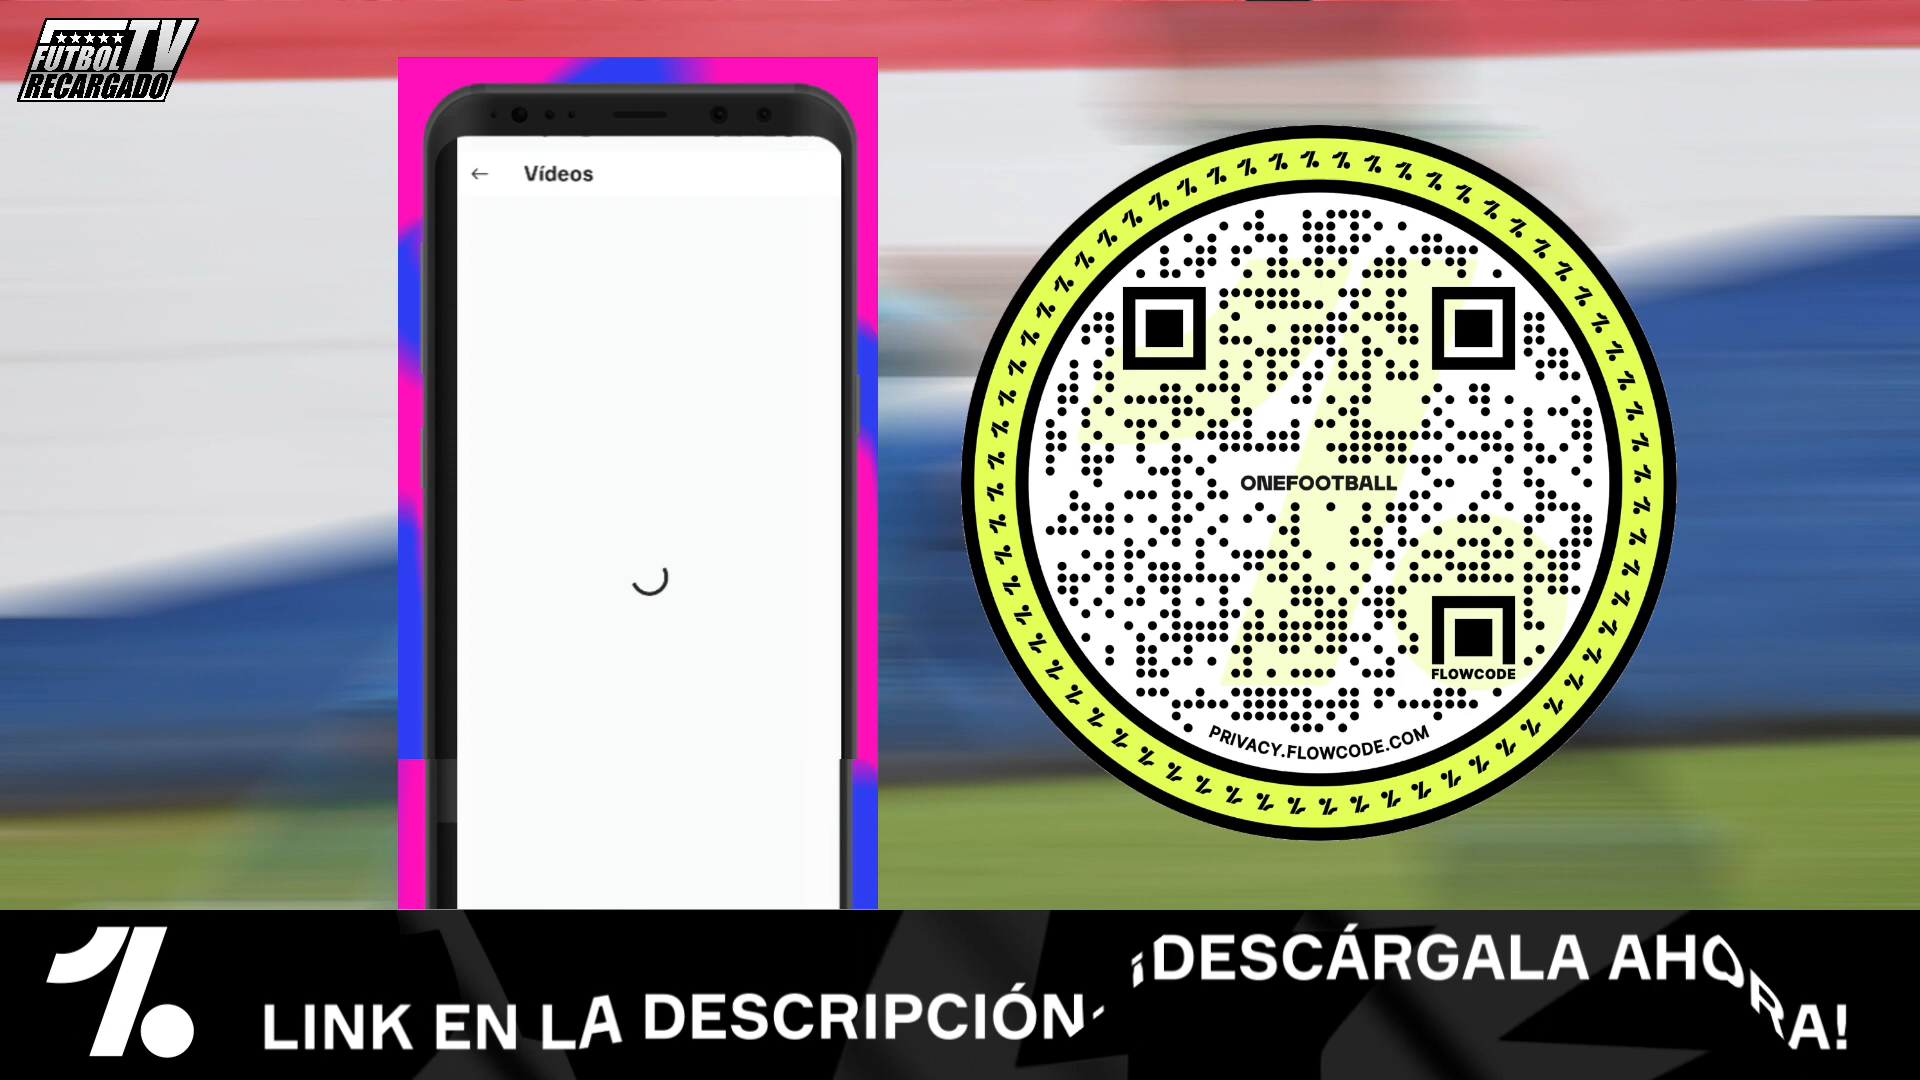 FUTBOL TV
RECARGADO
Vídeos
ONEFOOTBALL
FLOWCODE
PRIVACY.FLOWCODE.COM
LINK EN LA DESCRIPCIÓN
¡DESCÁRGALA AHORA!